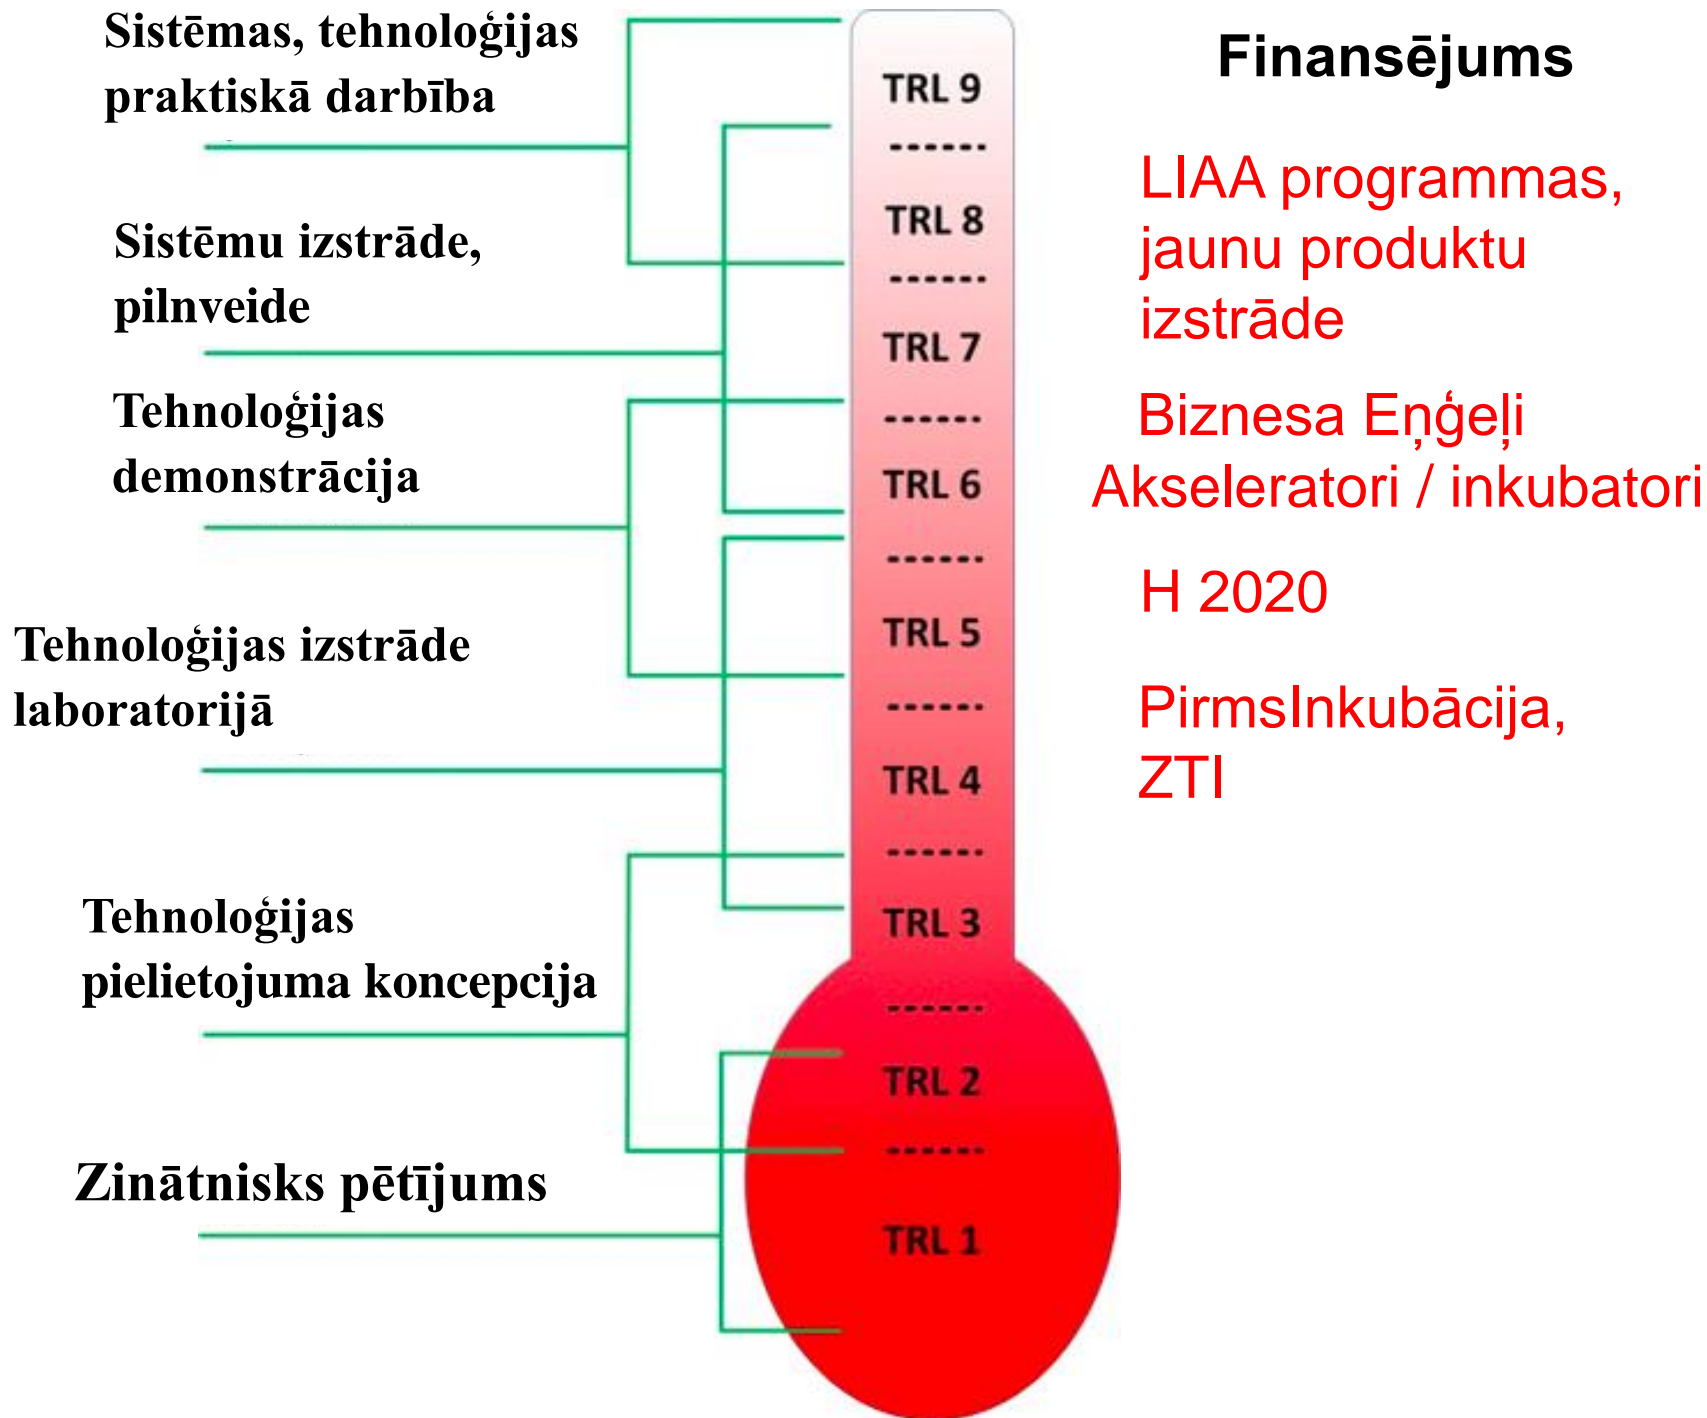 Sistēmas, tehnoloģijas
praktiskā darbība
Sistēmu izstrāde,
pilnveide
Tehnoloģijas
demonstrācija
Tehnoloģijas izstrāde
laboratorijā
Tehnoloģijas
pielietojuma koncepcija
Zinātnisks pētījums
TRL 9
------
TRL 8
------
TRL 7
------
TRL 6
------
TRL 5
------
TRL 4
------
TRL 3
------
TRL 2
------
TRL 1
Finansējums
LIAA programmas,
jaunu produktu
izstrāde
Biznesa Eņģeļi
Akseleratori / inkubatori
H 2020
PirmsInkubācija,
ZTI